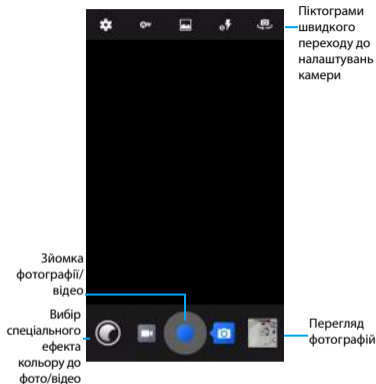 Піктограми
швидкого
переходу до
налаштувань
камери
Зйомка
фотографії/
відео
Вибір
спеціального
ефекта
кольору до
фото/відео
Перегляд
фотографій